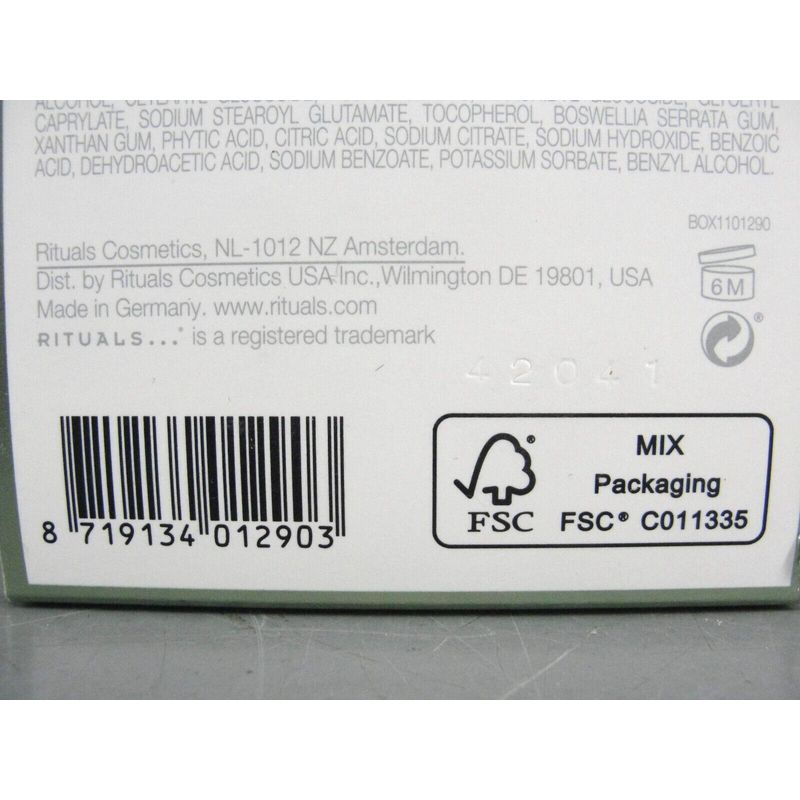 CAPRYLATE, SODIUM STEAROYL GLUTAMATE, TOCOPHEROL, BOSWELLIA SERRATA GUM,
XANTHAN GUM, PHYTIC ACID, CITRIC ACID, SODIUM CITRATE, SODIUM HYDROXIDE, BENZOIC
ACID, DEHYDROACETIC ACID, SODIUM BENZOATE, POTASSIUM SORBATE, BENZYL ALCOHOL.
BOX1101290
Rituals Cosmetics, NL-1012 NZ Amsterdam.
Dist. by Rituals Cosmetics USA Inc.,Wilmington DE 19801, USA
Made in Germany. www.rituals.com
RITUALS...® is a registered trademark
6M
®
42041
8 719134 012903
FSC®
MIX
Packaging
FSC® C011335